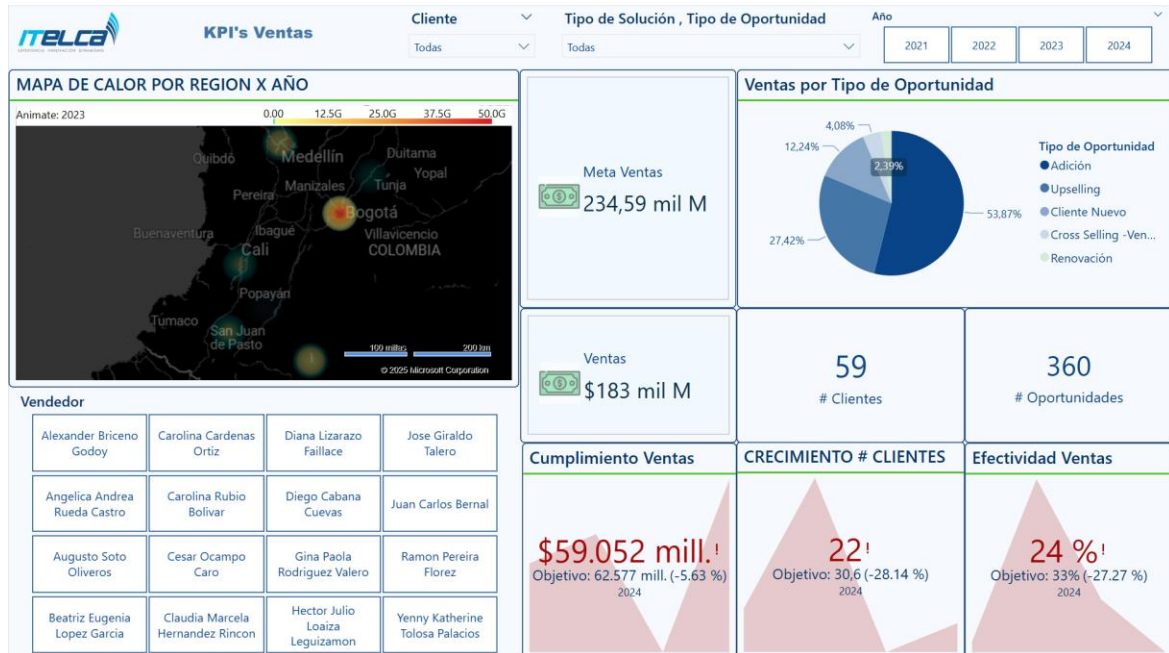 ITELCA
KPI's Ventas
Cliente
Todas
Tipo de Solución , Tipo de Oportunidad
Todas
Año
2021
2022
2023
2024
MAPA DE CALOR POR REGION X AÑO
Animate: 2023
0.00 12.5G 25.0G 37.5G 50.0G
Quibdó
Medellín
Duitama
Yopal
Tunja
Manizales
Pereira
Bogotá
Ibagué
Villavicencio
Buenaventura
Cali
COLOMBIA
Popayán
Tumaco
San Juan
de Pasto
100 millas
200 km
© 2025 Microsoft Corporation
Meta Ventas
234,59 mil M
Ventas por Tipo de Oportunidad
4,08%
12,24%
2,39%
27,42%
53,87%
Tipo de Oportunidad
Adición
Upselling
Cliente Nuevo
Cross Selling -Ven...
Renovación
Ventas
$183 mil M
59
# Clientes
360
# Oportunidades
Vendedor
Alexander Briceno
Godoy
Carolina Cardenas
Ortiz
Diana Lizarazo
Faillace
Jose Giraldo
Talero
Angelica Andrea
Rueda Castro
Carolina Rubio
Bolivar
Diego Cabana
Cuevas
Juan Carlos Bernal
Augusto Soto
Oliveros
Cesar Ocampo
Caro
Gina Paola
Rodriguez Valero
Ramon Pereira
Florez
Beatriz Eugenia
Lopez Garcia
Claudia Marcela
Hernandez Rincon
Hector Julio
Loaiza
Leguizamon
Yenny Katherine
Tolosa Palacios
Cumplimiento Ventas
$59.052 mill.!
Objetivo: 62.577 mill. (-5.63 %)
2024
CRECIMIENTO # CLIENTES
22!
Objetivo: 30,6 (-28.14 %)
2024
Efectividad Ventas
24 %!
Objetivo: 33% (-27.27 %)
2024